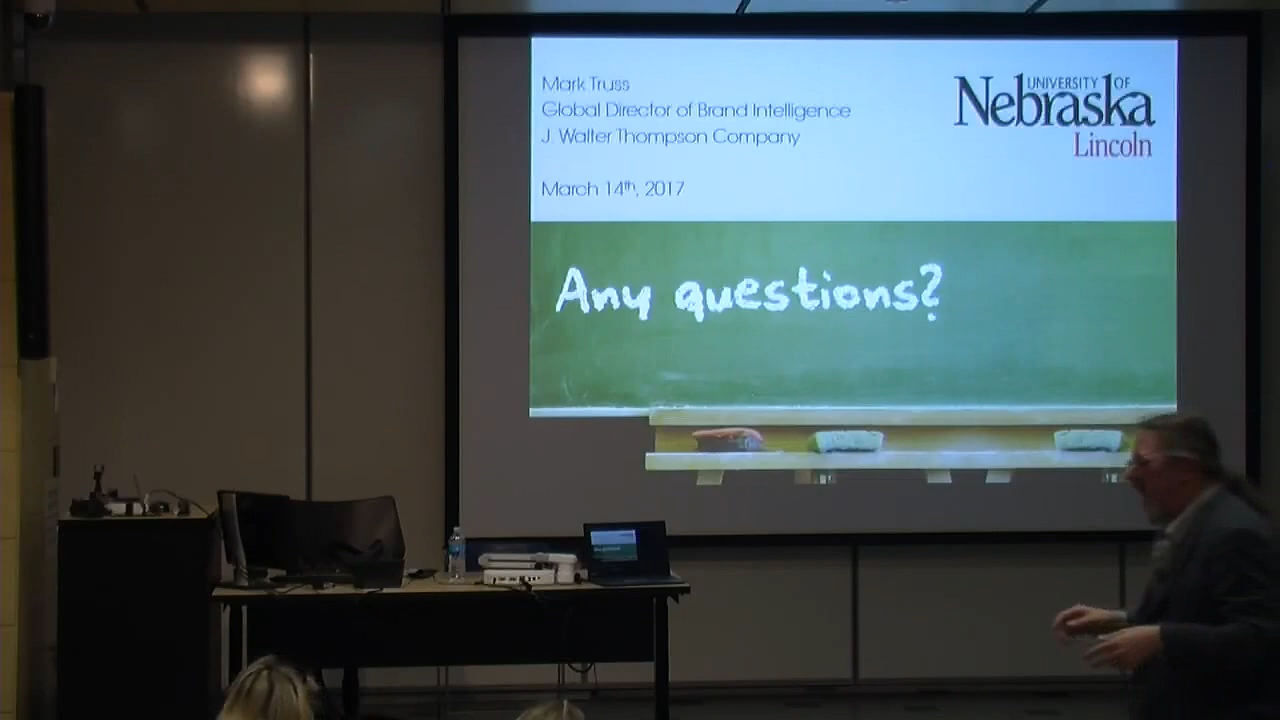 Mark Truss
Global Director of Brand Intelligence
J. Walter Thompson Company
March 14th, 2017
UNIVERSITY OF
Nebraska
Lincoln
Any questions?